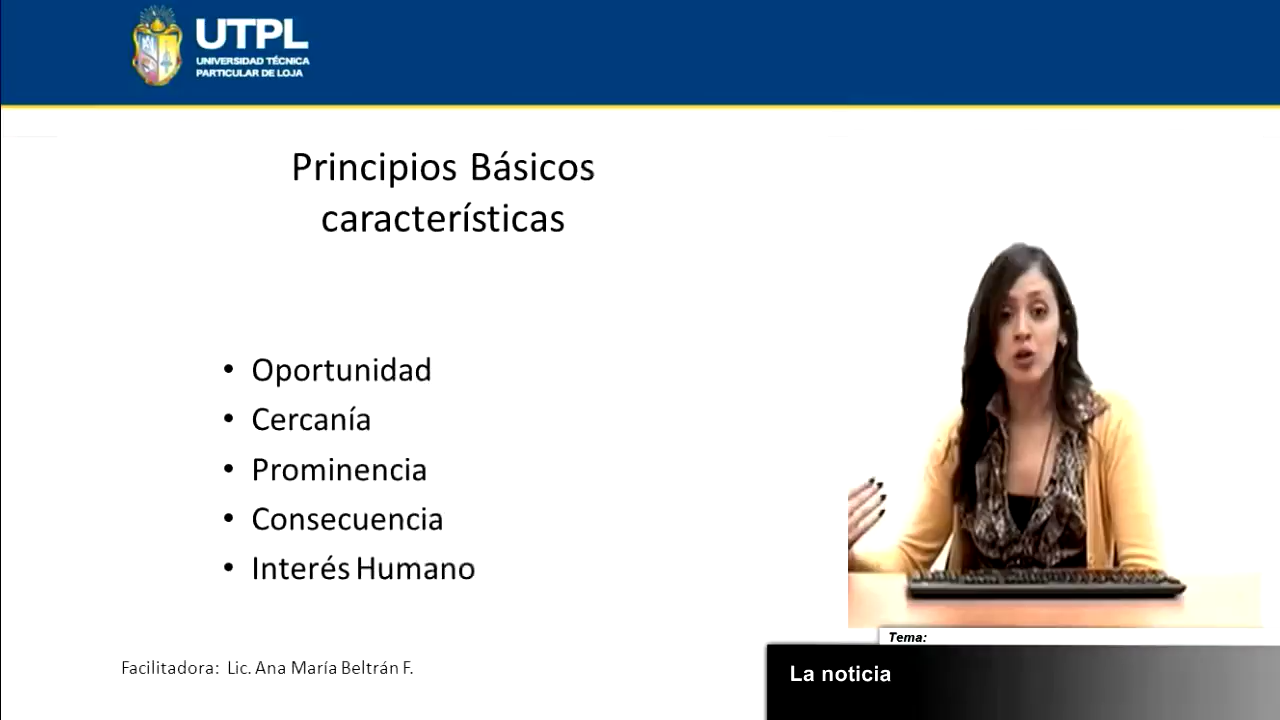 UTPL
UNIVERSIDAD TÉCNICA
PARTICULAR DE LOJA
Principios Básicos
características
• Oportunidad
• Cercanía
• Prominencia
• Consecuencia
• Interés Humano
Facilitadora: Lic. Ana María Beltrán F.
Tema:
La noticia